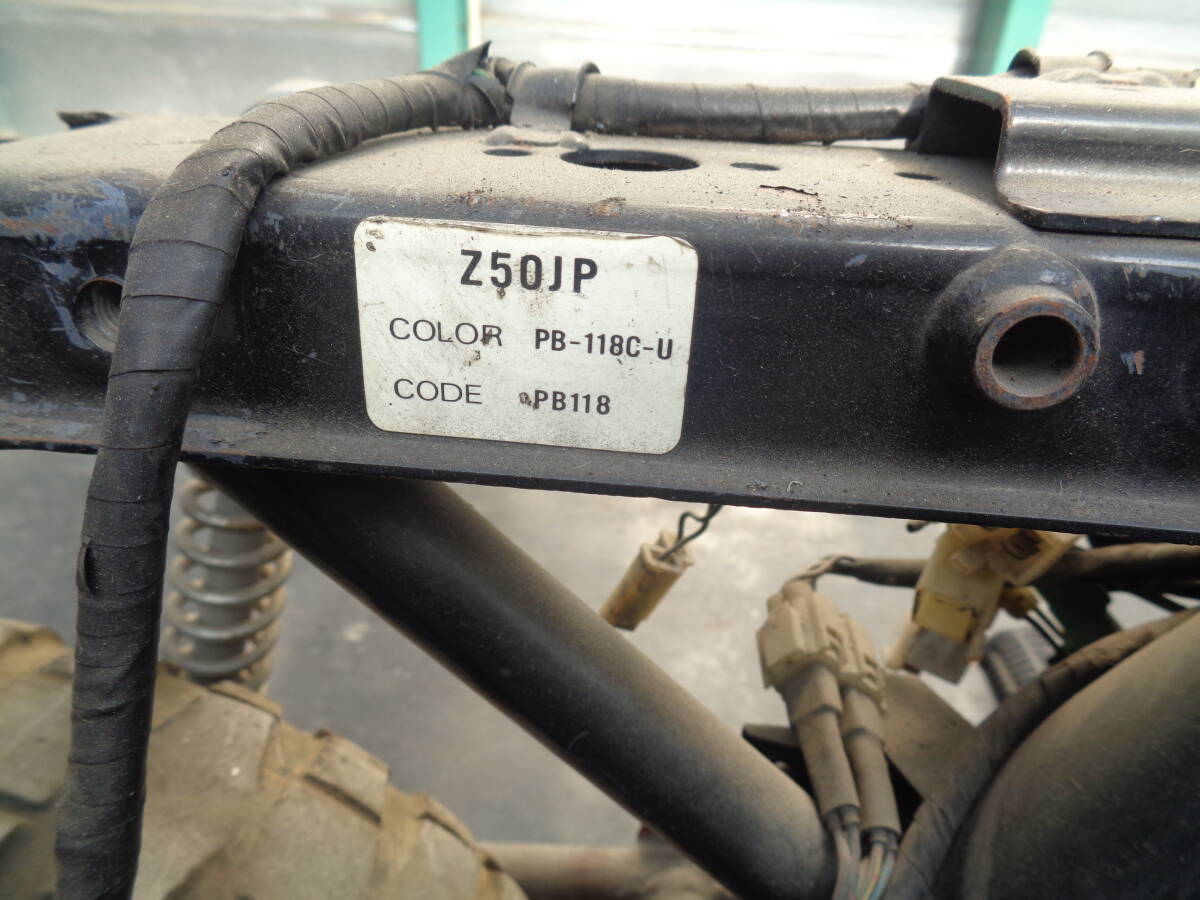 Z50JP
COLOR PB-118C-U
CODE PB118